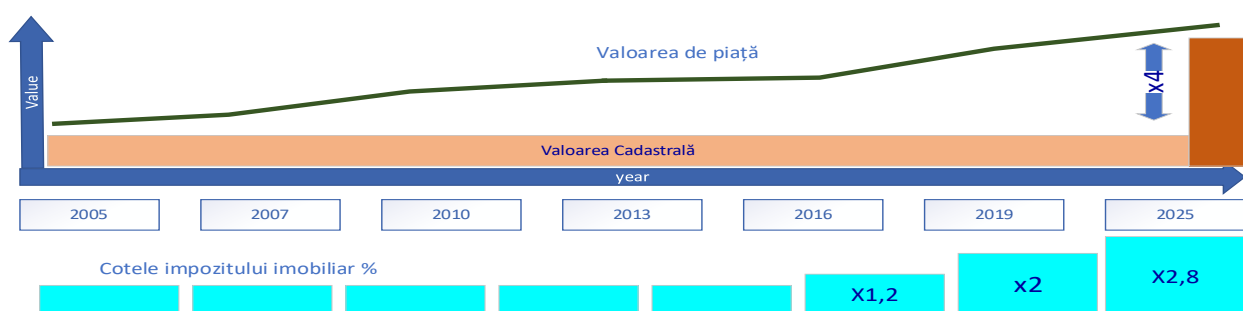 Value
Valoarea de piață
x4
Valoarea Cadastrală
year
2005
2007
2010
2013
2016
2019
2025
Cotele impozitului imobiliar %
X1,2
x2
X2,8